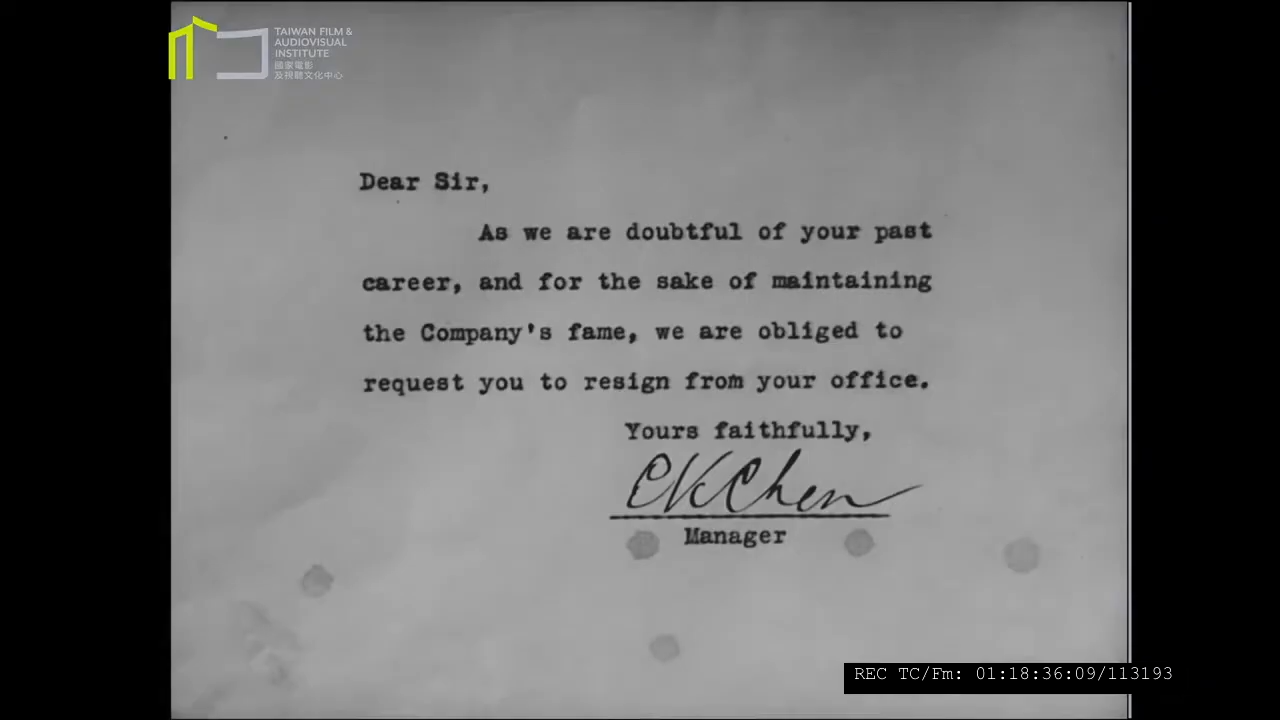 TAIWAN FILM &
AUDIOVISUAL
INSTITUTE
國家電影
及視聽文化中心
Dear Sir,
As we are doubtful of your past
career, and for the sake of maintaining
the Company's fame, we are obliged to
request you to resign from your office.
Yours faithfully,
CKChen
Manager
REC TC/Fm: 01:18:36:09/113193